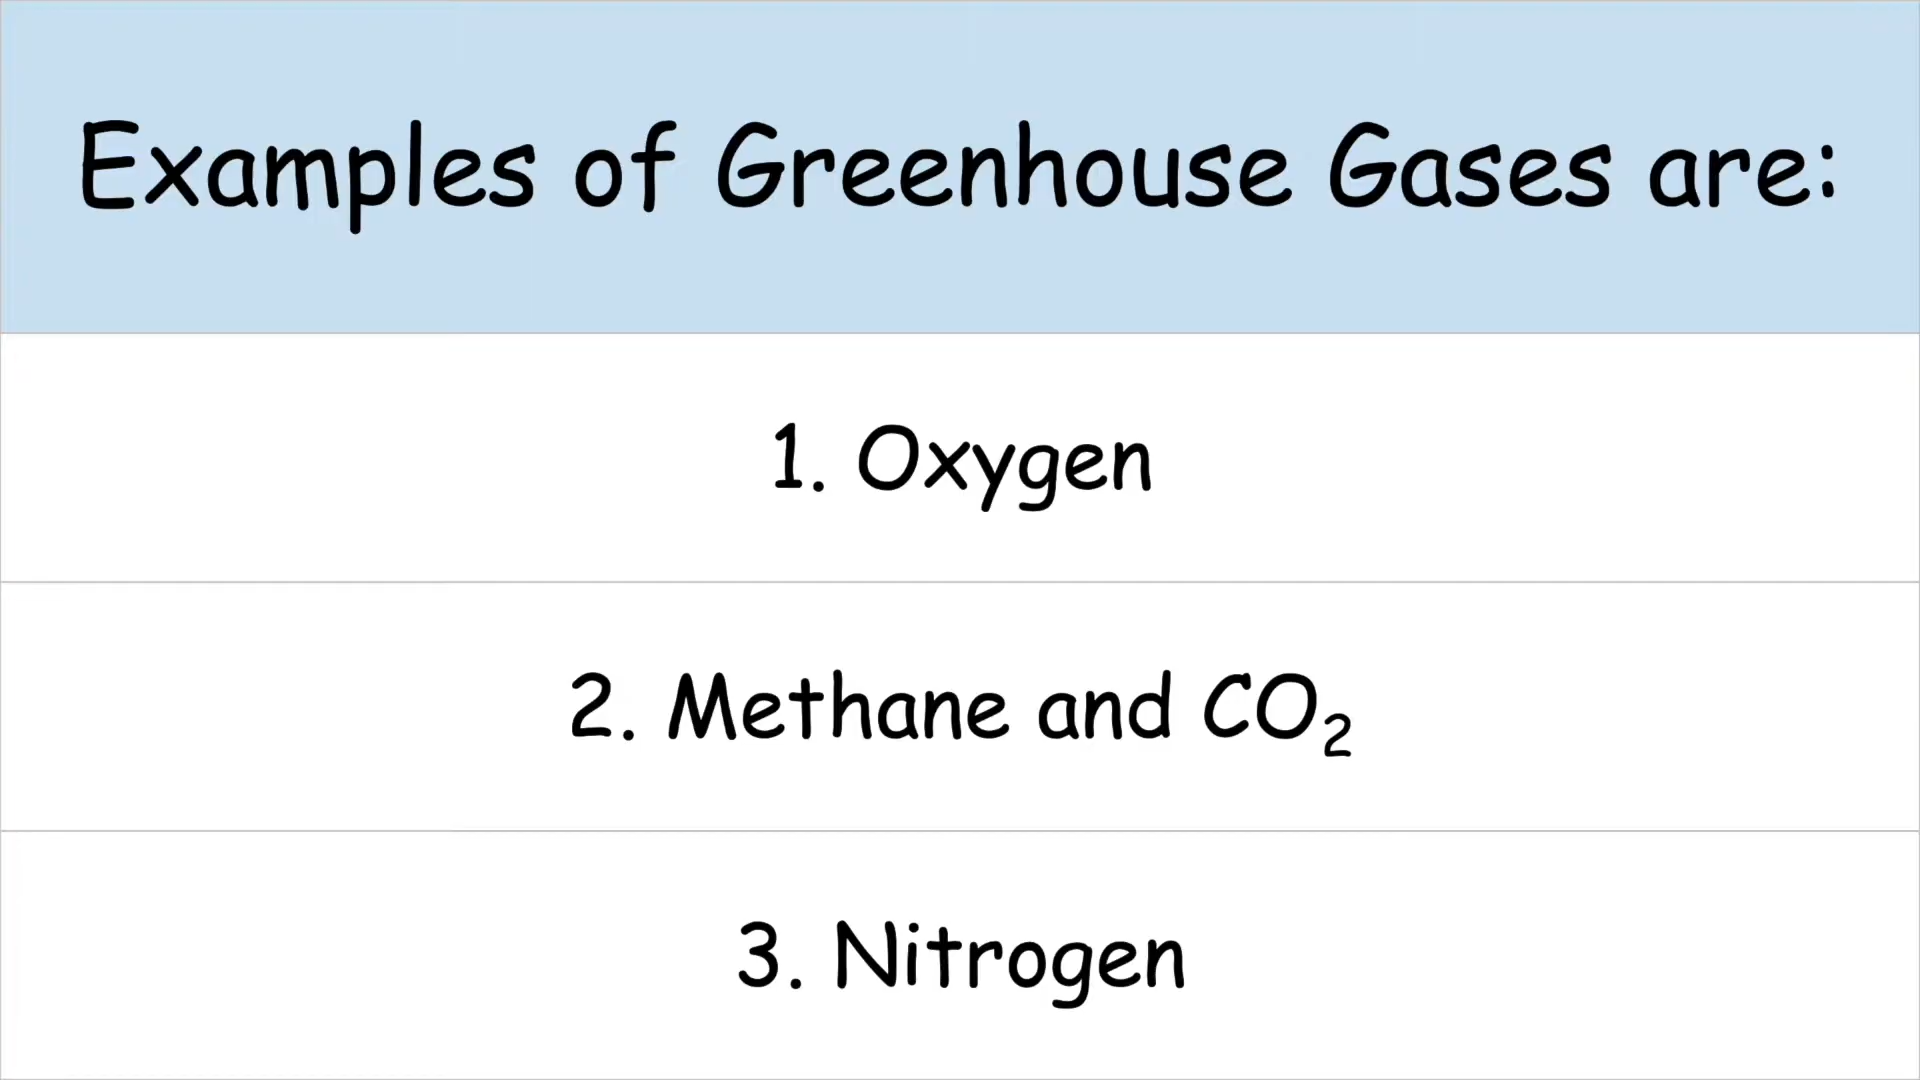 Examples of Greenhouse Gases are:
1. Oxygen
2. Methane and CO₂
3. Nitrogen